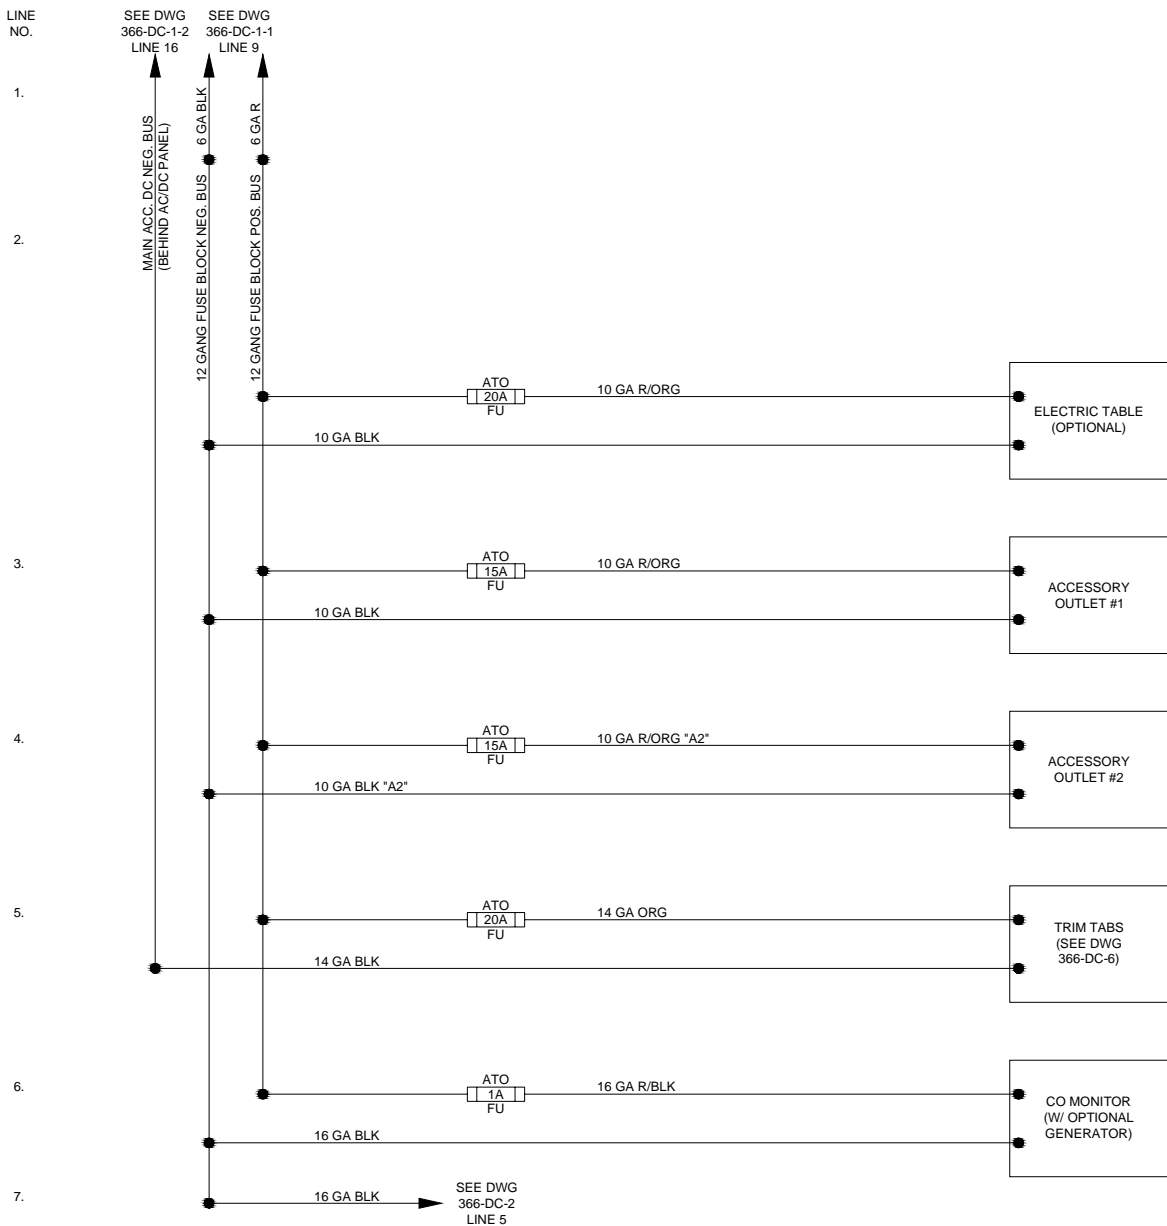 LINE
NO.
SEE DWG
366-DC-1-2
LINE 16
SEE DWG
366-DC-1-1
LINE 9
1.
MAIN ACC. DC NEG. BUS
(BEHIND AC/DC PANEL)
6 GA BLK
12 GANG FUSE BLOCK NEG. BUS
6 GA R
12 GANG FUSE BLOCK POS. BUS
2.
ATO
20A
FU
10 GA R/ORG
10 GA BLK
ELECTRIC TABLE
(OPTIONAL)
3.
ATO
15A
FU
10 GA R/ORG
10 GA BLK
ACCESSORY
OUTLET #1
4.
ATO
15A
FU
10 GA R/ORG "A2"
10 GA BLK "A2"
ACCESSORY
OUTLET #2
5.
ATO
20A
FU
14 GA ORG
14 GA BLK
TRIM TABS
(SEE DWG
366-DC-6)
6.
ATO
1A
FU
16 GA R/BLK
16 GA BLK
CO MONITOR
(W/ OPTIONAL
GENERATOR)
7.
16 GA BLK
SEE DWG
366-DC-2
LINE 5